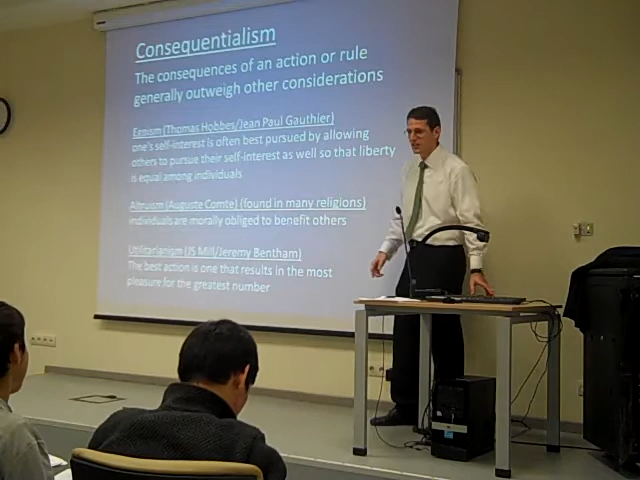 Consequentialism
The consequences of an action or rule
generally outweigh other considerations
Egoism (Thomas Hobbes/Jean Paul Gauthier)
one's self-interest is often best pursued by allowing
others to pursue their self-interest as well so that liberty
is equal among individuals
Altruism (Auguste Comte) (found in many religions)
individuals are morally obliged to benefit others
Utilitarianism (JS Mill/Jeremy Bentham)
The best action is one that results in the most
pleasure for the greatest number